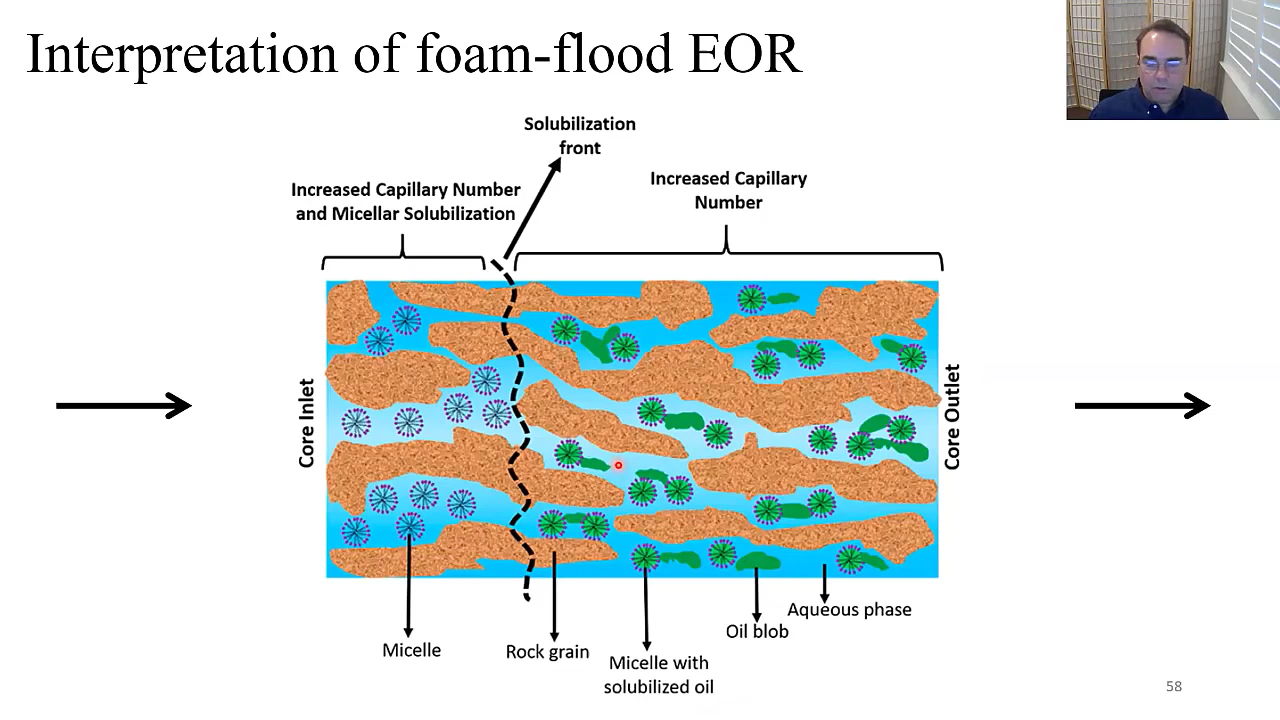 Interpretation of foam-flood EOR
Solubilization
front
Increased Capillary Number
and Micellar Solubilization
Increased Capillary
Number
Core Inlet
Core Outlet
Micelle
Rock grain
Micelle with
solubilized oil
Oil blob
Aqueous phase
58